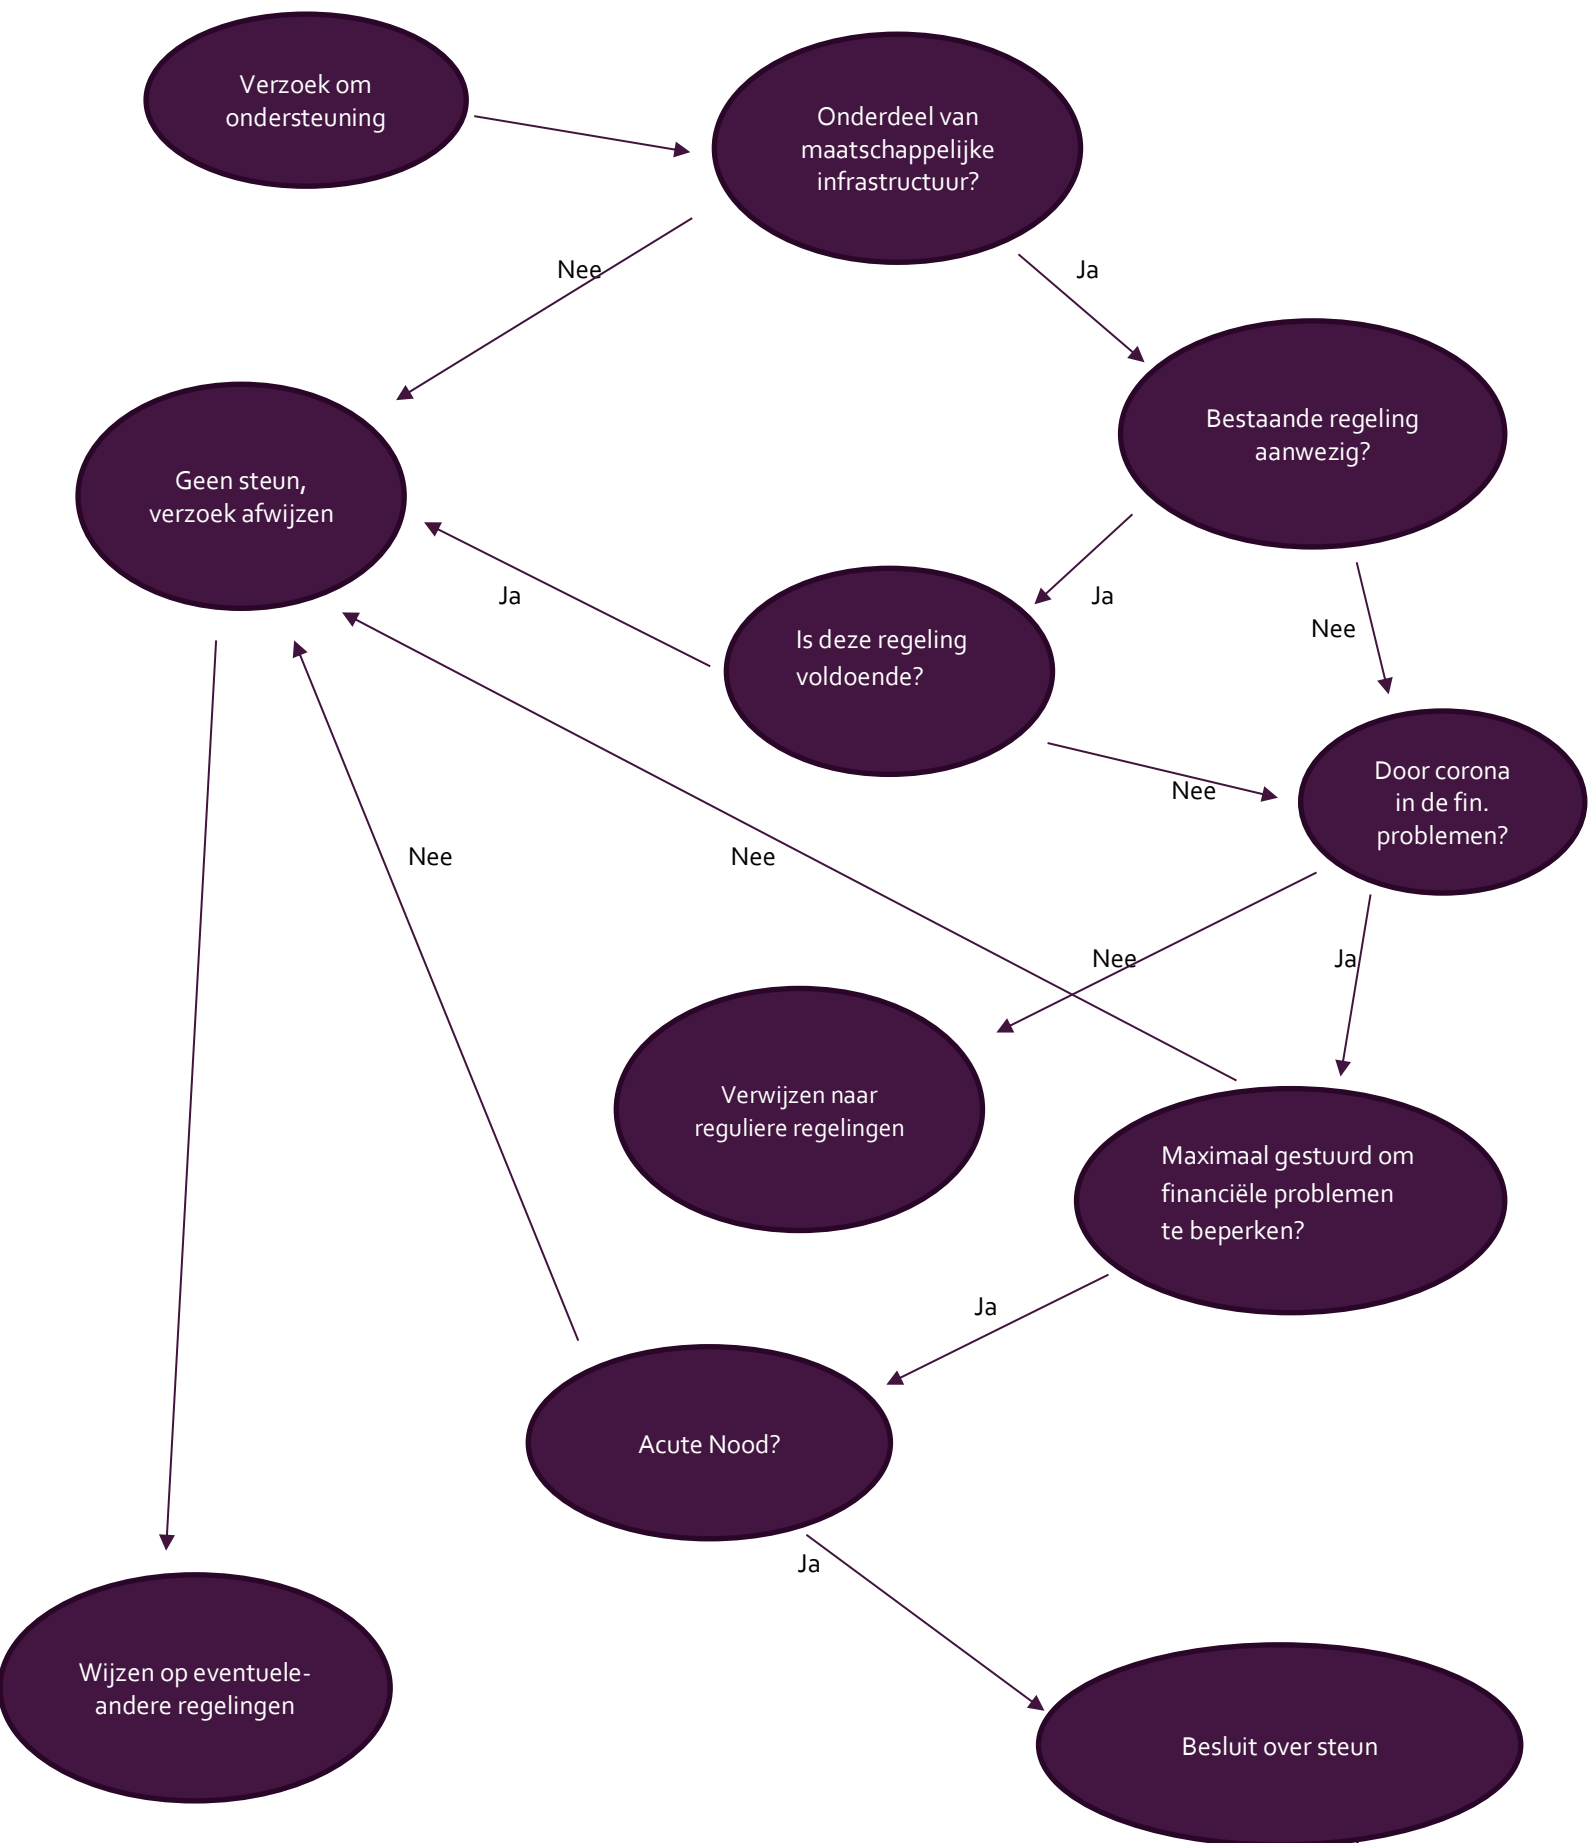 Verzoek om
ondersteuning
Onderdeel van
maatschappelijke
infrastructuur?
Nee
Ja
Bestaande regeling
aanwezig?
Geen steun,
verzoek afwijzen
Ja
Ja
Is deze regeling
voldoende?
Nee
Nee
Door corona
in de fin.
problemen?
Nee
Nee
Nee
Ja
Verwijzen naar
reguliere regelingen
Maximaal gestuurd om
financiële problemen
te beperken?
Ja
Acute Nood?
Ja
Wijzen op eventuele-
andere regelingen
Besluit over steun